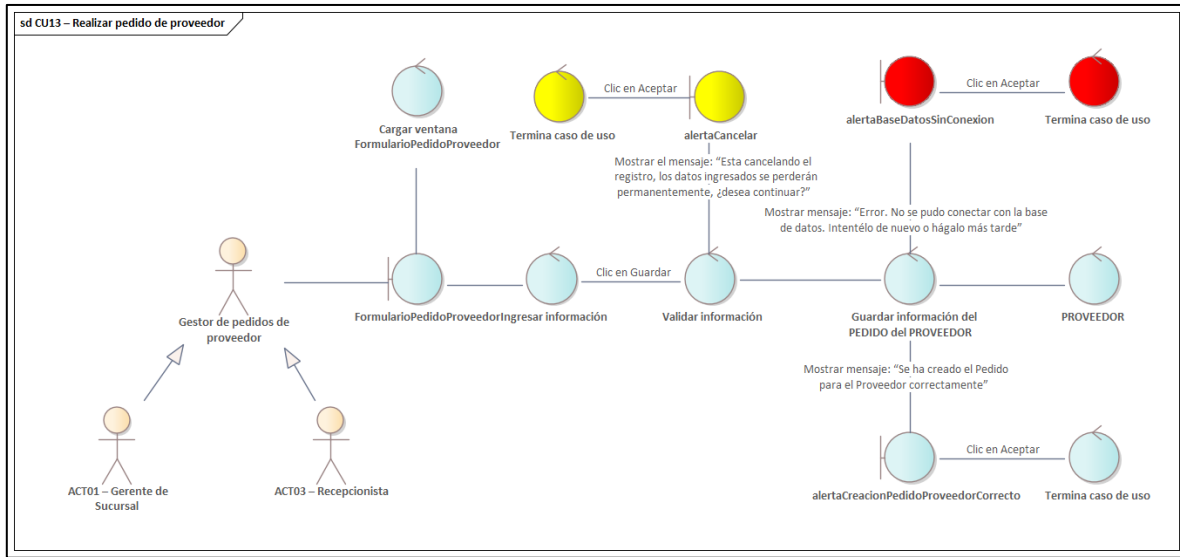 sd CU13 – Realizar pedido de proveedor
Cargar ventana
FormularioPedidoProveedor
Termina caso de uso
Clic en Aceptar
alertaCancelar
Mostrar el mensaje: “Esta cancelando el
registro, los datos ingresados se perderán
permanentemente, ¿desea continuar?”
alertaBaseDatosSinConexion
Clic en Aceptar
Termina caso de uso
Mostrar mensaje: “Error. No se pudo conectar con la base
de datos. Intentélo de nuevo o hágalo más tarde”
Gestor de pedidos de
proveedor
FormularioPedidoProveedor
Ingresar información
Clic en Guardar
Validar información
Guardar información del
PEDIDO del PROVEEDOR
PROVEEDOR
Mostrar mensaje: “Se ha creado el Pedido
para el Proveedor correctamente”
ACT01 – Gerente de
Sucursal
ACT03 – Recepcionista
alertaCreacionPedidoProveedorCorrecto
Clic en Aceptar
Termina caso de uso